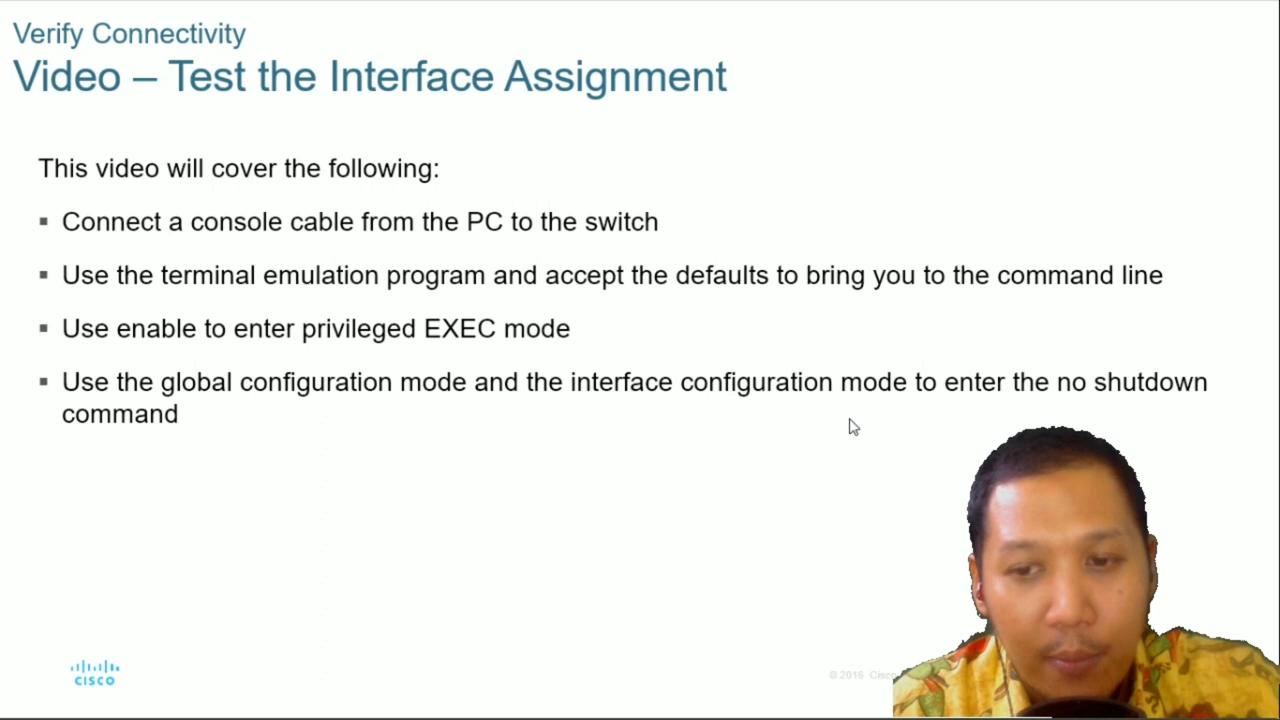 Verify Connectivity
Video – Test the Interface Assignment
This video will cover the following:
▪ Connect a console cable from the PC to the switch
▪ Use the terminal emulation program and accept the defaults to bring you to the command line
▪ Use enable to enter privileged EXEC mode
▪ Use the global configuration mode and the interface configuration mode to enter the no shutdown
command
CISCO
© 2016 Cisco